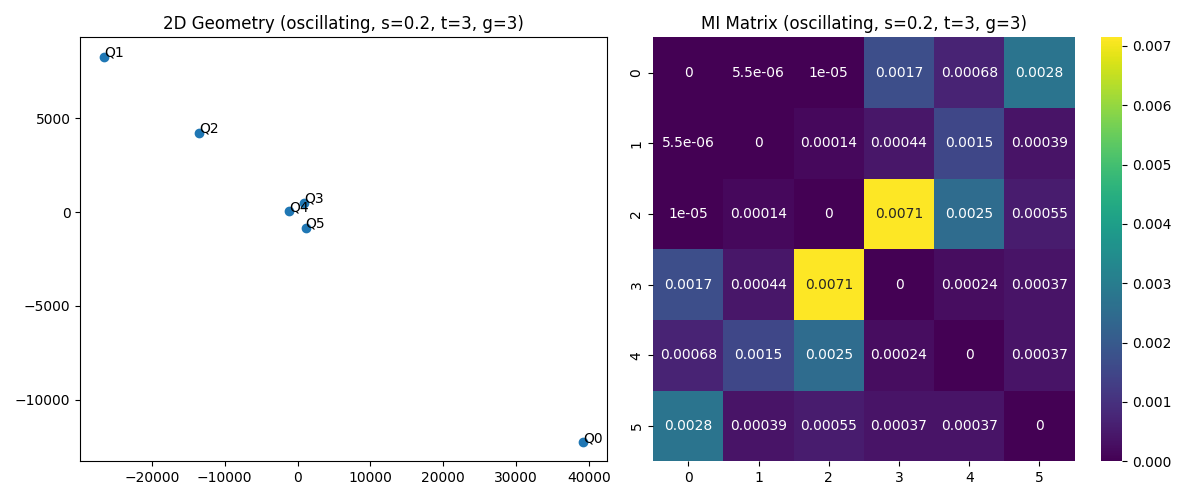 2D Geometry (oscillating, s=0.2, t=3, g=3)
Q1
Q2
Q3
Q4
Q5
Q0
5000
0
−5000
−10000
−20000 −10000 0 10000 20000 30000 40000
MI Matrix (oscillating, s=0.2, t=3, g=3)
0 0 5.5e-06 1e-05 0.0017 0.00068 0.0028
1 5.5e-06 0 0.00014 0.00044 0.0015 0.00039
2 1e-05 0.00014 0 0.0071 0.0025 0.00055
3 0.0017 0.00044 0.0071 0 0.00024 0.00037
4 0.00068 0.0015 0.0025 0.00024 0 0.00037
5 0.0028 0.00039 0.00055 0.00037 0.00037 0
0 1 2 3 4 5
0.007
0.006
0.005
0.004
0.003
0.002
0.001
0.000